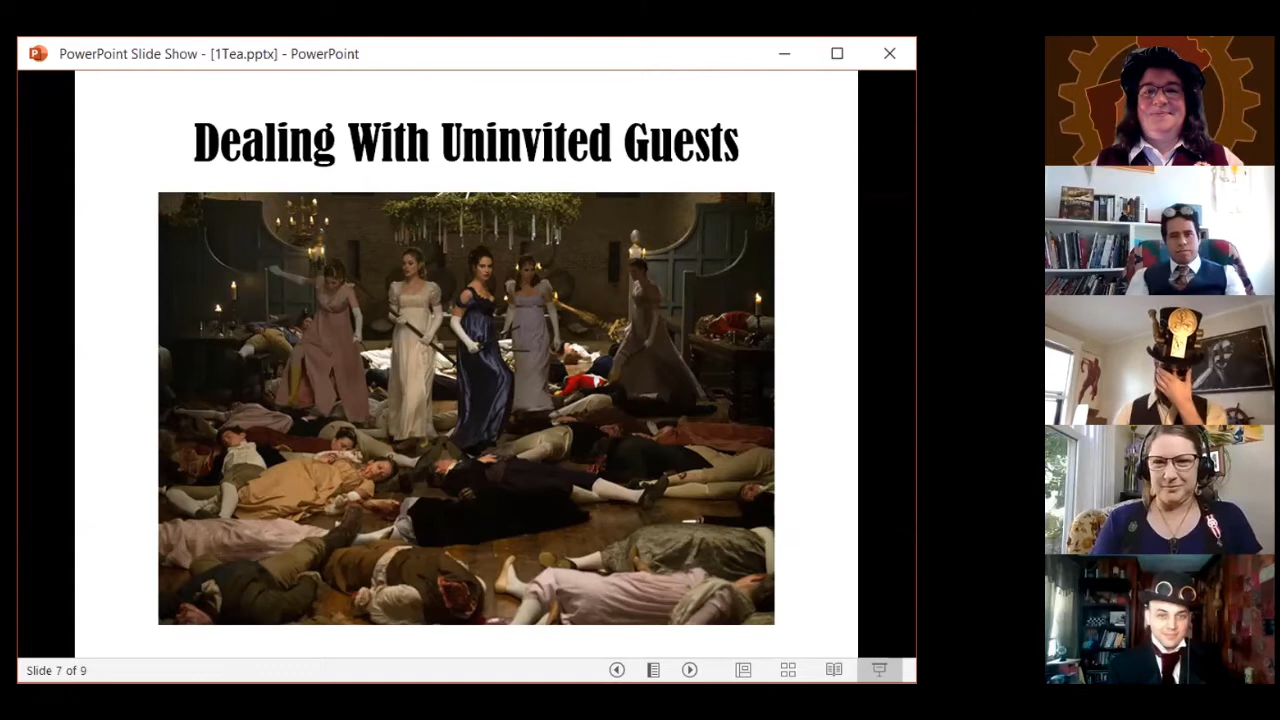 PowerPoint Slide Show - [1Tea.pptx] - PowerPoint
Dealing With Uninvited Guests
Slide 7 of 9